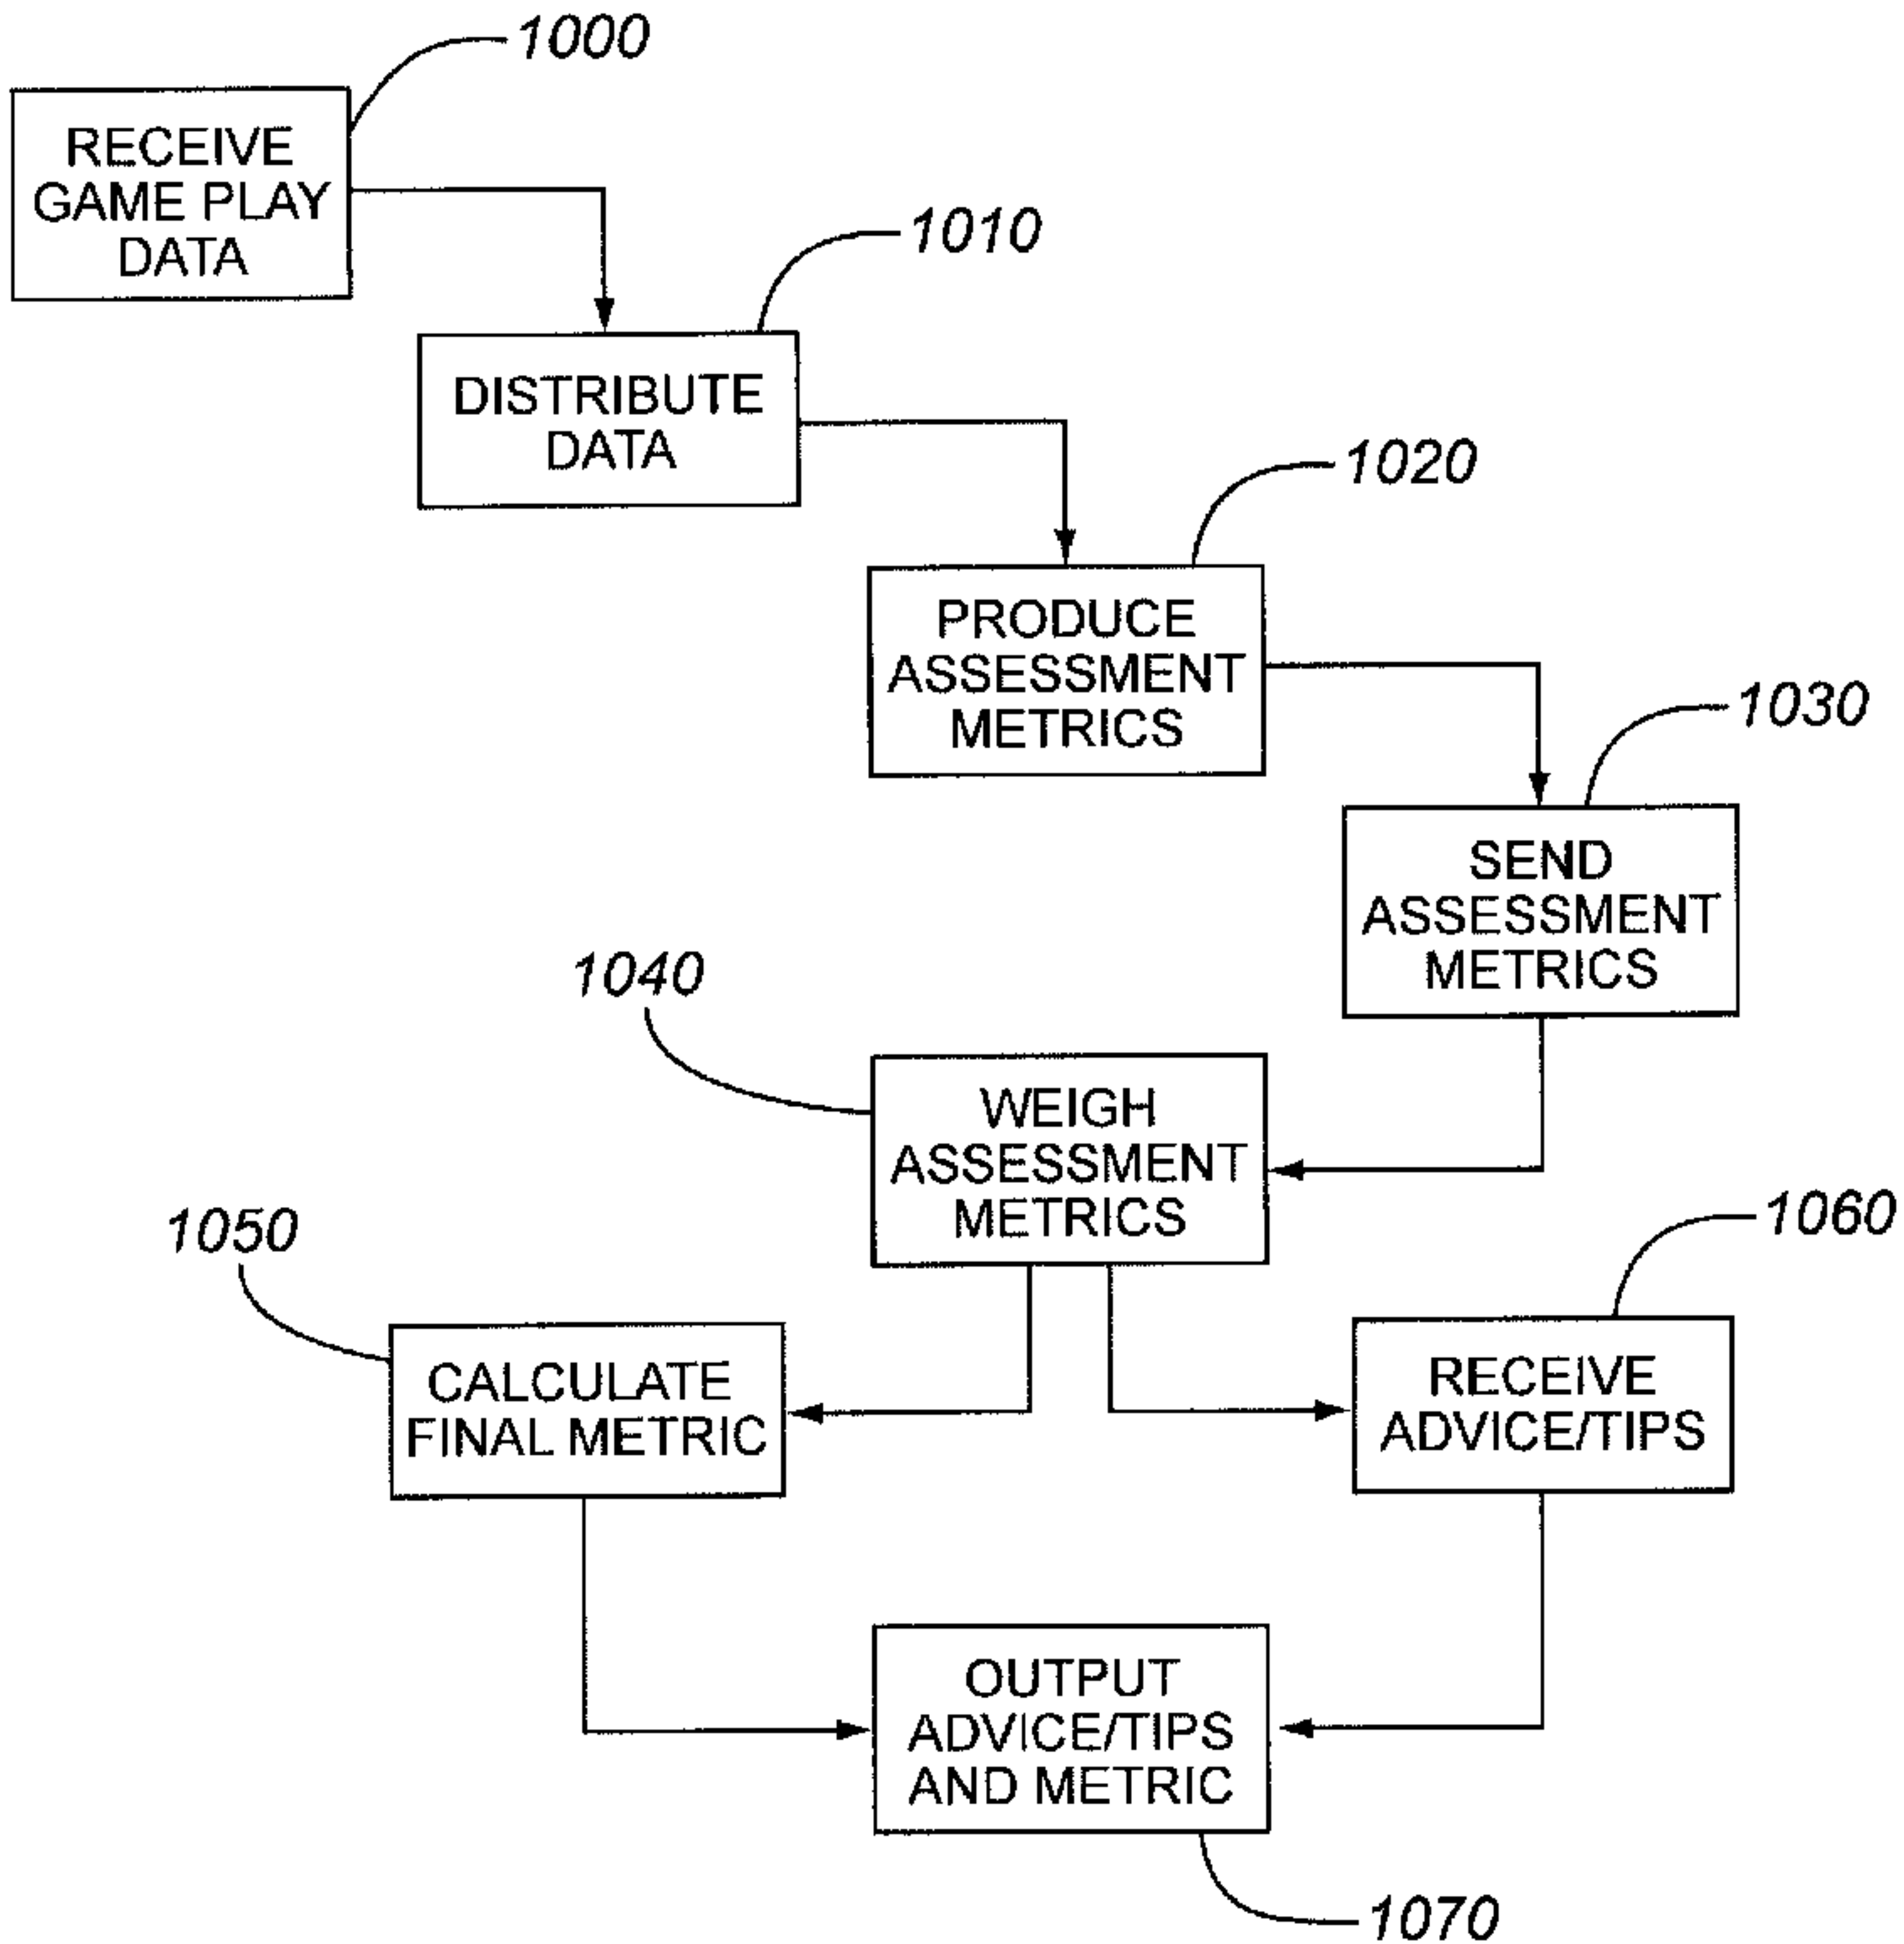 1000
RECEIVE
GAME PLAY
DATA
1010
DISTRIBUTE
DATA
1020
PRODUCE
ASSESSMENT
METRICS
1030
SEND
ASSESSMENT
METRICS
1040
WEIGH
ASSESSMENT
METRICS
1050
CALCULATE
FINAL METRIC
1060
RECEIVE
ADVICE/TIPS
OUTPUT
ADVICE/TIPS
AND METRIC
1070